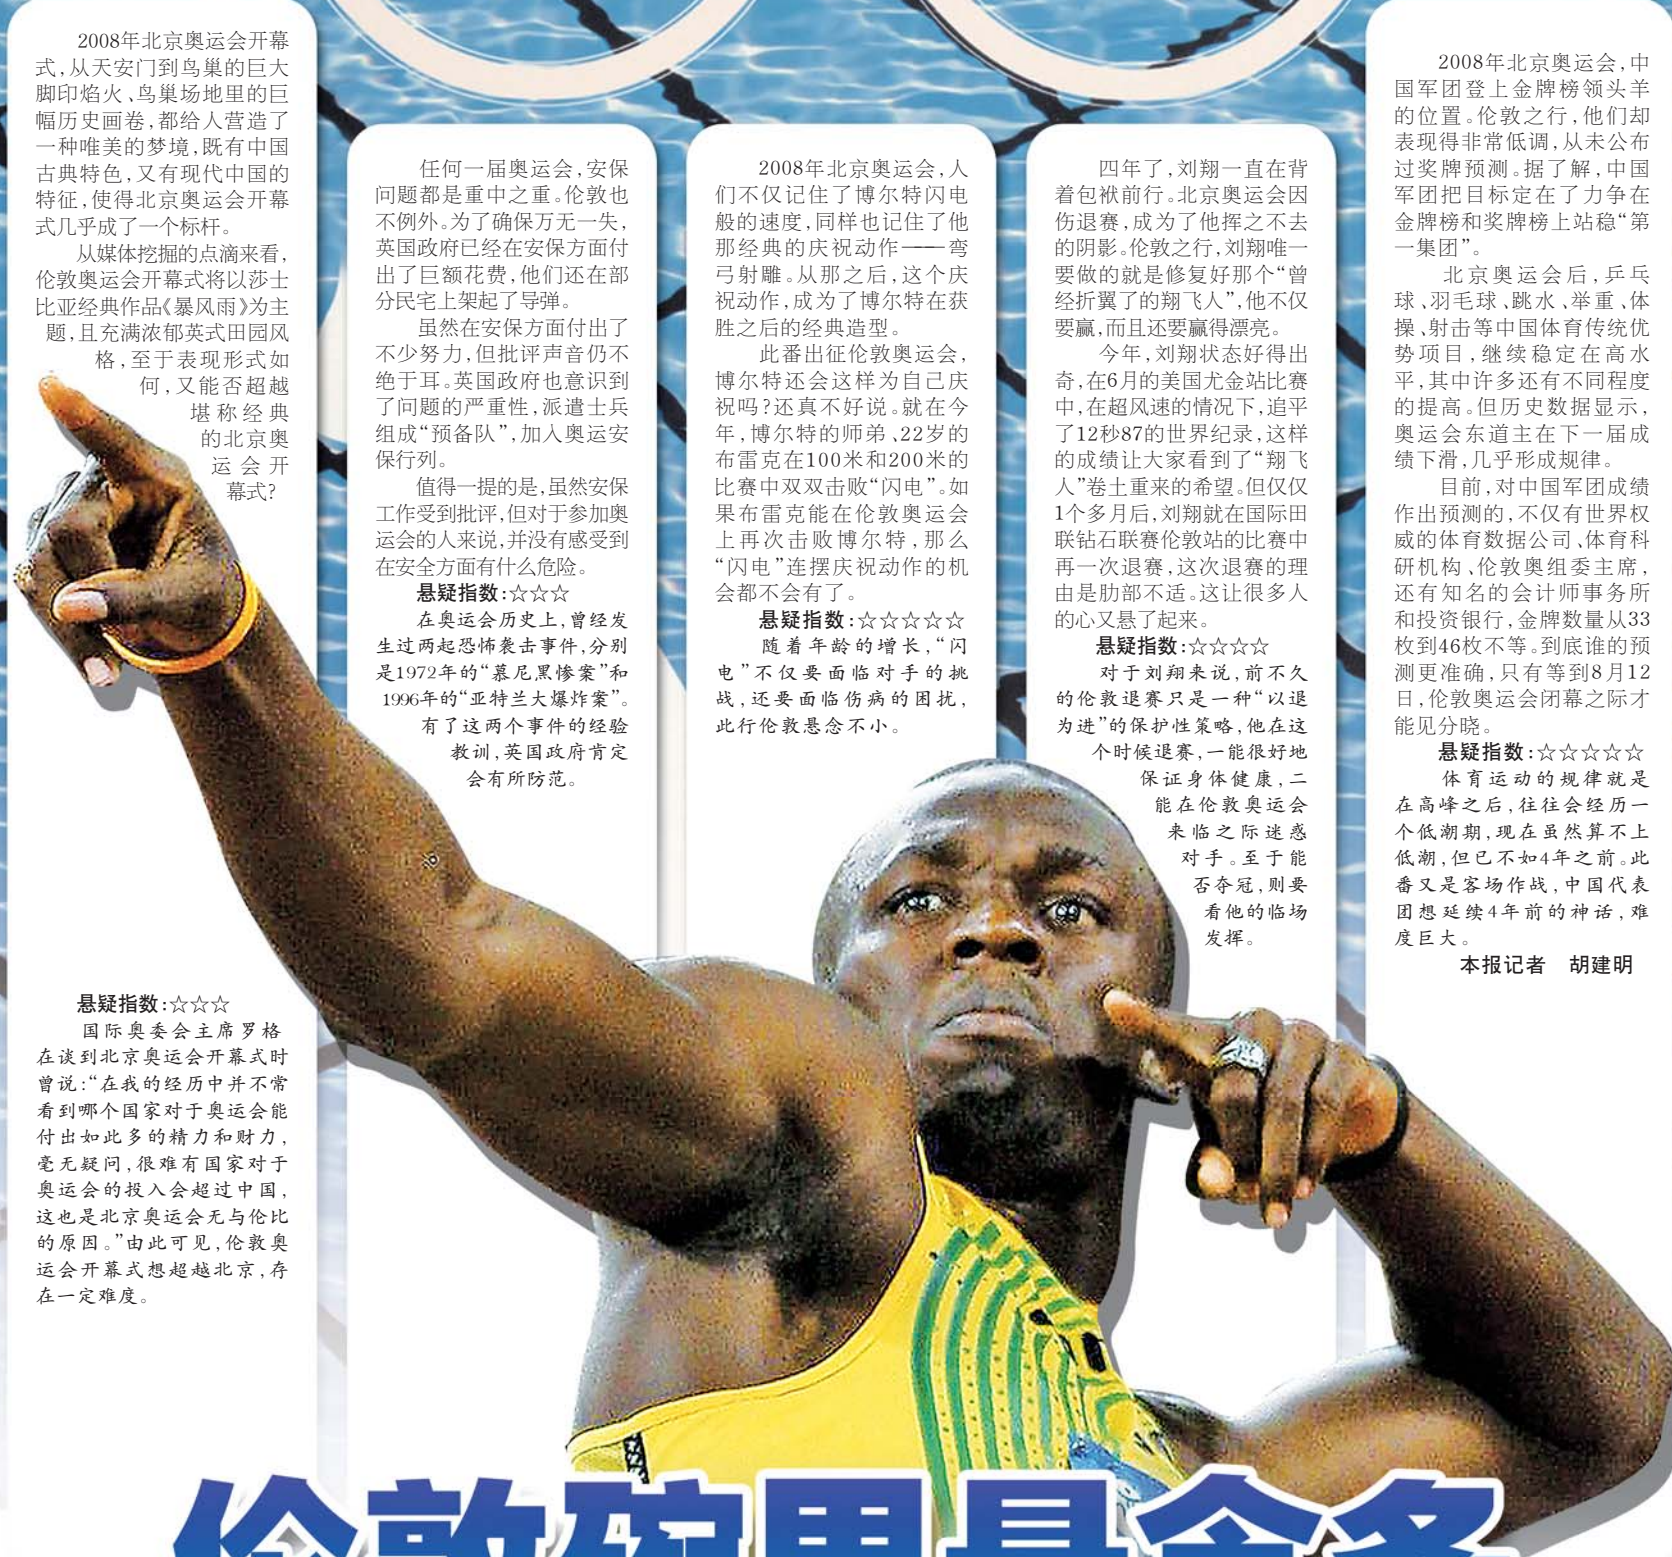 2008年北京奥运会开幕
式,从天安门到鸟巢的巨大
脚印焰火、鸟巢场地里的巨
幅历史画卷,都给人营造了
一种唯美的梦境,既有中国
古典特色,又有现代中国的
特征,使得北京奥运会开幕
式几乎成了一个标杆。
从媒体挖掘的点滴来看,
伦敦奥运会开幕式将以莎士
比亚经典作品《暴风雨》为主
题,且充满浓郁英式田园风
格,至于表现形式如
何,又能否超越
堪称经典
的北京奥
运会开
幕式?
悬疑指数:☆☆☆
国际奥委会主席罗格
在谈到北京奥运会开幕式时
曾说:“在我的经历中并不常
看到哪个国家对于奥运会能
付出如此多的精力和财力,
毫无疑问,很难有国家对于
奥运会的投入会超过中国,
这也是北京奥运会无与伦比
的原因。”由此可见,伦敦奥
运会开幕式想超越北京,存
在一定难度。
任何一届奥运会,安保
问题都是重中之重。伦敦也
不例外。为了确保万无一失,
英国政府已经在安保方面付
出了巨额花费,他们还在部
分民宅上架起了导弹。
虽然在安保方面付出了
不少努力,但批评声音仍不
绝于耳。英国政府也意识到
了问题的严重性,派遣士兵
组成“预备队”,加入奥运安
保行列。
值得一提的是,虽然安保
工作受到批评,但对于参加奥
运会的人来说,并没有感受到
在安全方面有什么危险。
悬疑指数:☆☆☆
在奥运会历史上,曾经发
生过两起恐怖袭击事件,分别
是1972年的“慕尼黑惨案”和
1996年的“亚特兰大爆炸案”。
有了这两个事件的经验
教训,英国政府肯定
会有所防范。
2008年北京奥运会,人
们不仅记住了博尔特闪电
般的速度,同样也记住了他
那经典的庆祝动作——弯
弓射雕。从那之后,这个庆
祝动作,成为了博尔特在获
胜之后的经典造型。
此番出征伦敦奥运会,
博尔特还会这样为自己庆
祝吗?还真不好说。就在今
年,博尔特的师弟、22岁的
布雷克在100米和200米的
比赛中双双击败“闪电”。如
果布雷克能在伦敦奥运会
上再次击败博尔特,那么
“闪电”连摆庆祝动作的机
会都不会有了。
悬疑指数:☆☆☆☆☆
随着年龄的增长,“闪
电”不仅要面临对手的挑
战,还要面临伤病的困扰,
此行伦敦悬念不小。
四年了,刘翔一直在背
着包袱前行。北京奥运会因
伤退赛,成为了他挥之不去
的阴影。伦敦之行,刘翔唯一
要做的就是修复好那个“曾
经折翼了的翔飞人”,他不仅
要赢,而且还要赢得漂亮。
今年,刘翔状态好得出
奇,在6月的美国尤金站比赛
中,在超风速的情况下,追平
了12秒87的世界纪录,这样
的成绩让大家看到了“翔飞
人”卷土重来的希望。但仅仅
1个多月后,刘翔就在国际田
联钻石联赛伦敦站的比赛中
再一次退赛,这次退赛的理
由是肋部不适。这让很多人
的心又悬了起来。
悬疑指数:☆☆☆☆
对于刘翔来说,前不久
的伦敦退赛只是一种“以退
为进”的保护性策略,他在这
个时候退赛,一能很好地
保证身体健康,二
能在伦敦奥运会
来临之际迷惑
对手。至于能
否夺冠,则要
看他的临场
发挥。
2008年北京奥运会,中
国军团登上金牌榜领头羊
的位置。伦敦之行,他们却
表现得非常低调,从未公布
过奖牌预测。据了解,中国
军团把目标定在了力争在
金牌榜和奖牌榜上站稳“第
一集团”。
北京奥运会后,乒乓
球、羽毛球、跳水、举重、体
操、射击等中国体育传统优
势项目,继续稳定在高水
平,其中许多还有不同程度
的提高。但历史数据显示,
奥运会东道主在下一届成
绩下滑,几乎形成规律。
目前,对中国军团成绩
作出预测的,不仅有世界权
威的体育数据公司、体育科
研机构、伦敦奥组委主席,
还有知名的会计师事务所
和投资银行,金牌数量从33
枚到46枚不等。到底谁的预
测更准确,只有等到8月12
日,伦敦奥运会闭幕之际才
能见分晓。
悬疑指数:☆☆☆☆☆
体育运动的规律就是
在高峰之后,往往会经历一
个低潮期,现在虽然算不上
低潮,但已不如4年之前。此
番又是客场作战,中国代表
团想延续4年前的神话,难
度巨大。
本报记者 胡建明